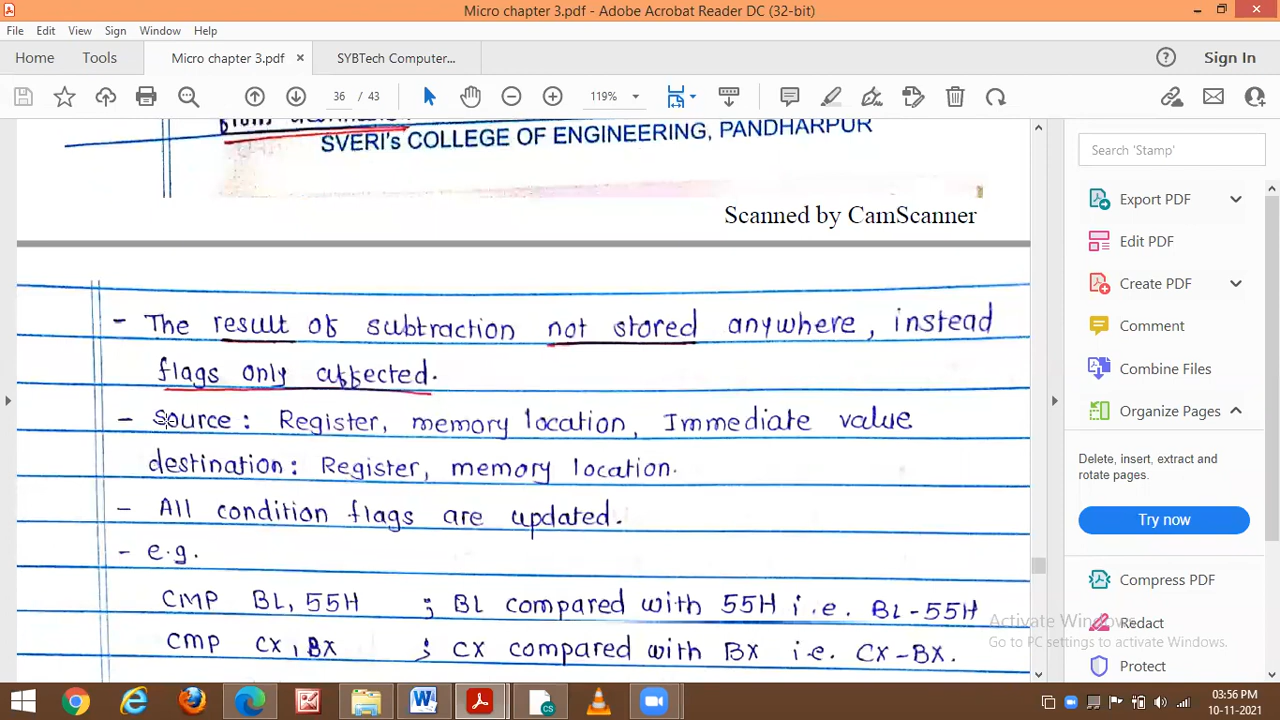 Micro chapter 3.pdf - Adobe Acrobat Reader DC (32-bit)
File Edit View Sign Window Help
Home Tools Micro chapter 3.pdf × SYBTech Computer... Sign In
36 / 43 119%
SVERI's COLLEGE OF ENGINEERING, PANDHARPUR
Scanned by CamScanner
- The result of subtraction not stored anywhere, instead
flags only affected.
- source : Register, memory location, Immediate value
destination : Register, memory location.
- All condition flags are updated.
- e.g.
CMP BL, 55H ; BL compared with 55H i.e. BL-55H
CMP CX, BX ; CX compared with BX i.e. CX-BX.
Search 'Stamp'
Export PDF
Edit PDF
Create PDF
Comment
Combine Files
Organize Pages
Delete, insert, extract and
rotate pages.
Try now
Compress PDF
Redact
Protect
Activate Windows
Go to PC settings to activate Windows.
03:56 PM
10-11-2021